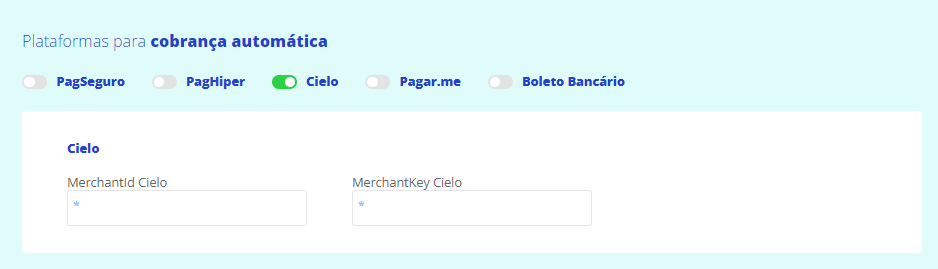 Plataformas para cobrança automática
PagSeguro PagHiper Cielo Pagar.me Boleto Bancário
Cielo
MerchantId Cielo MerchantKey Cielo
* *